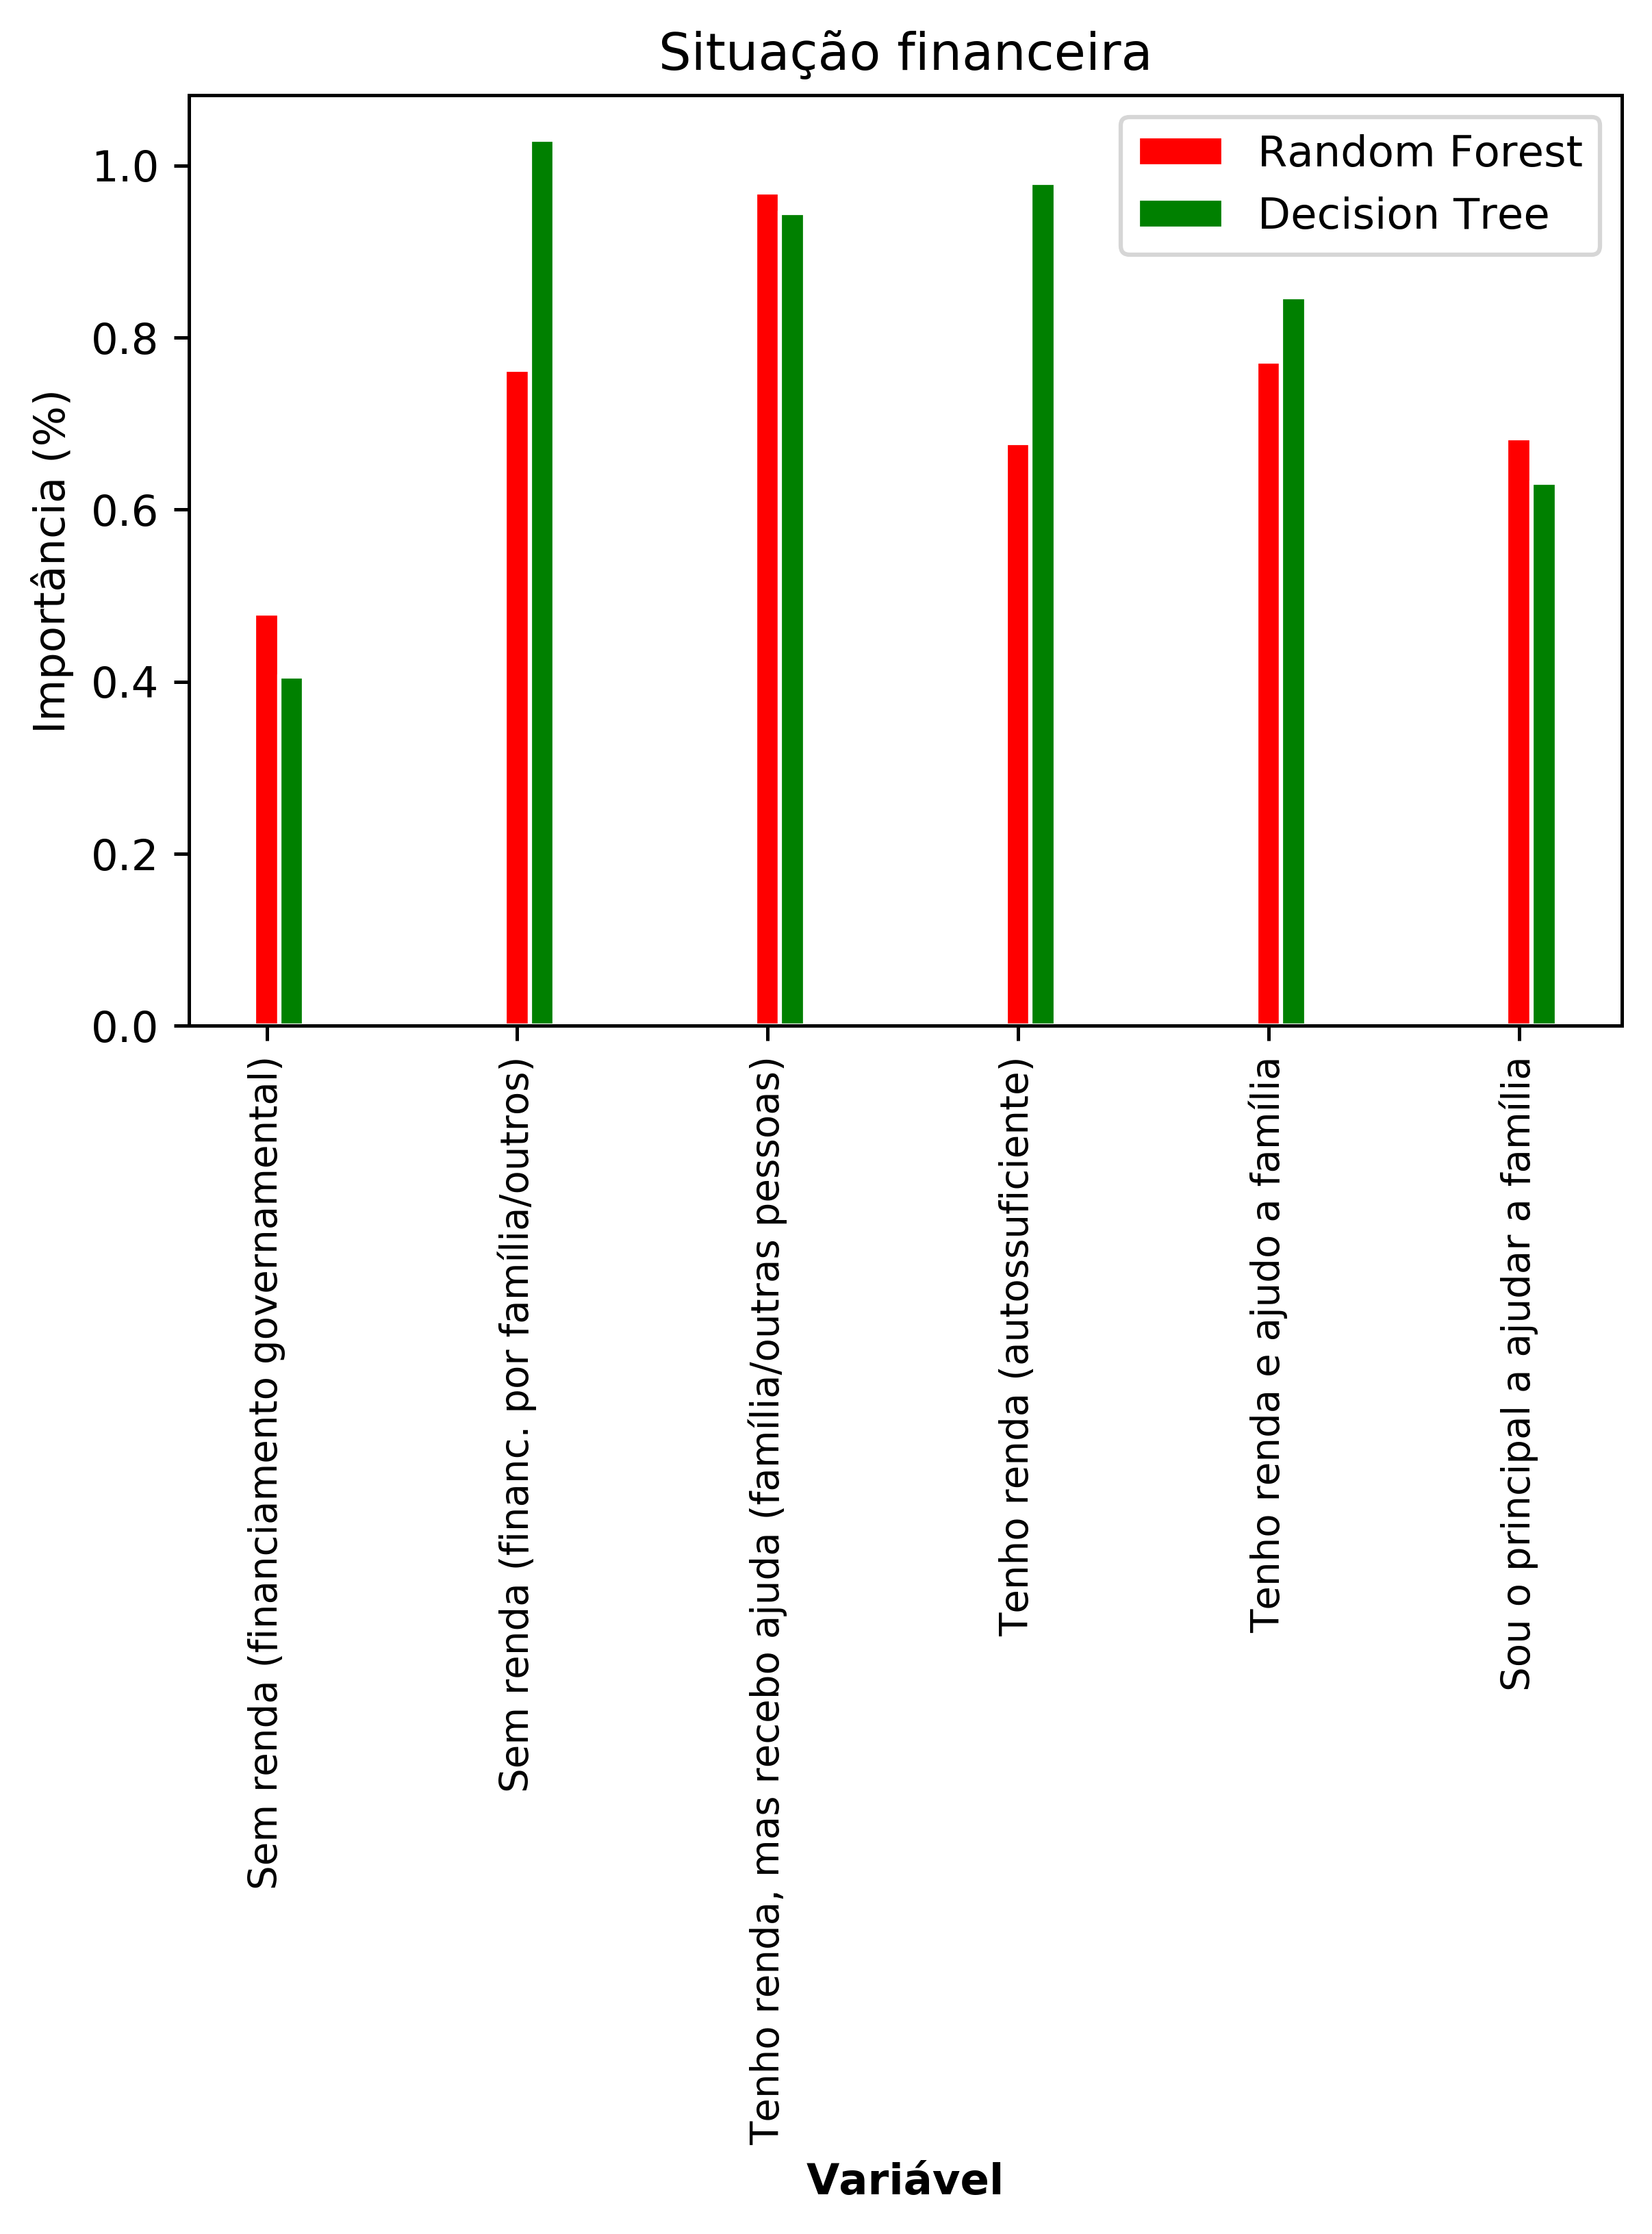 Situação financeira
Random Forest
Decision Tree
Importância (%)
1.0
0.8
0.6
0.4
0.2
0.0
Sem renda (financiamento governamental)
Sem renda (financ. por família/outros)
Tenho renda, mas recebo ajuda (família/outras pessoas)
Tenho renda (autossuficiente)
Tenho renda e ajudo a família
Sou o principal a ajudar a família
Variável